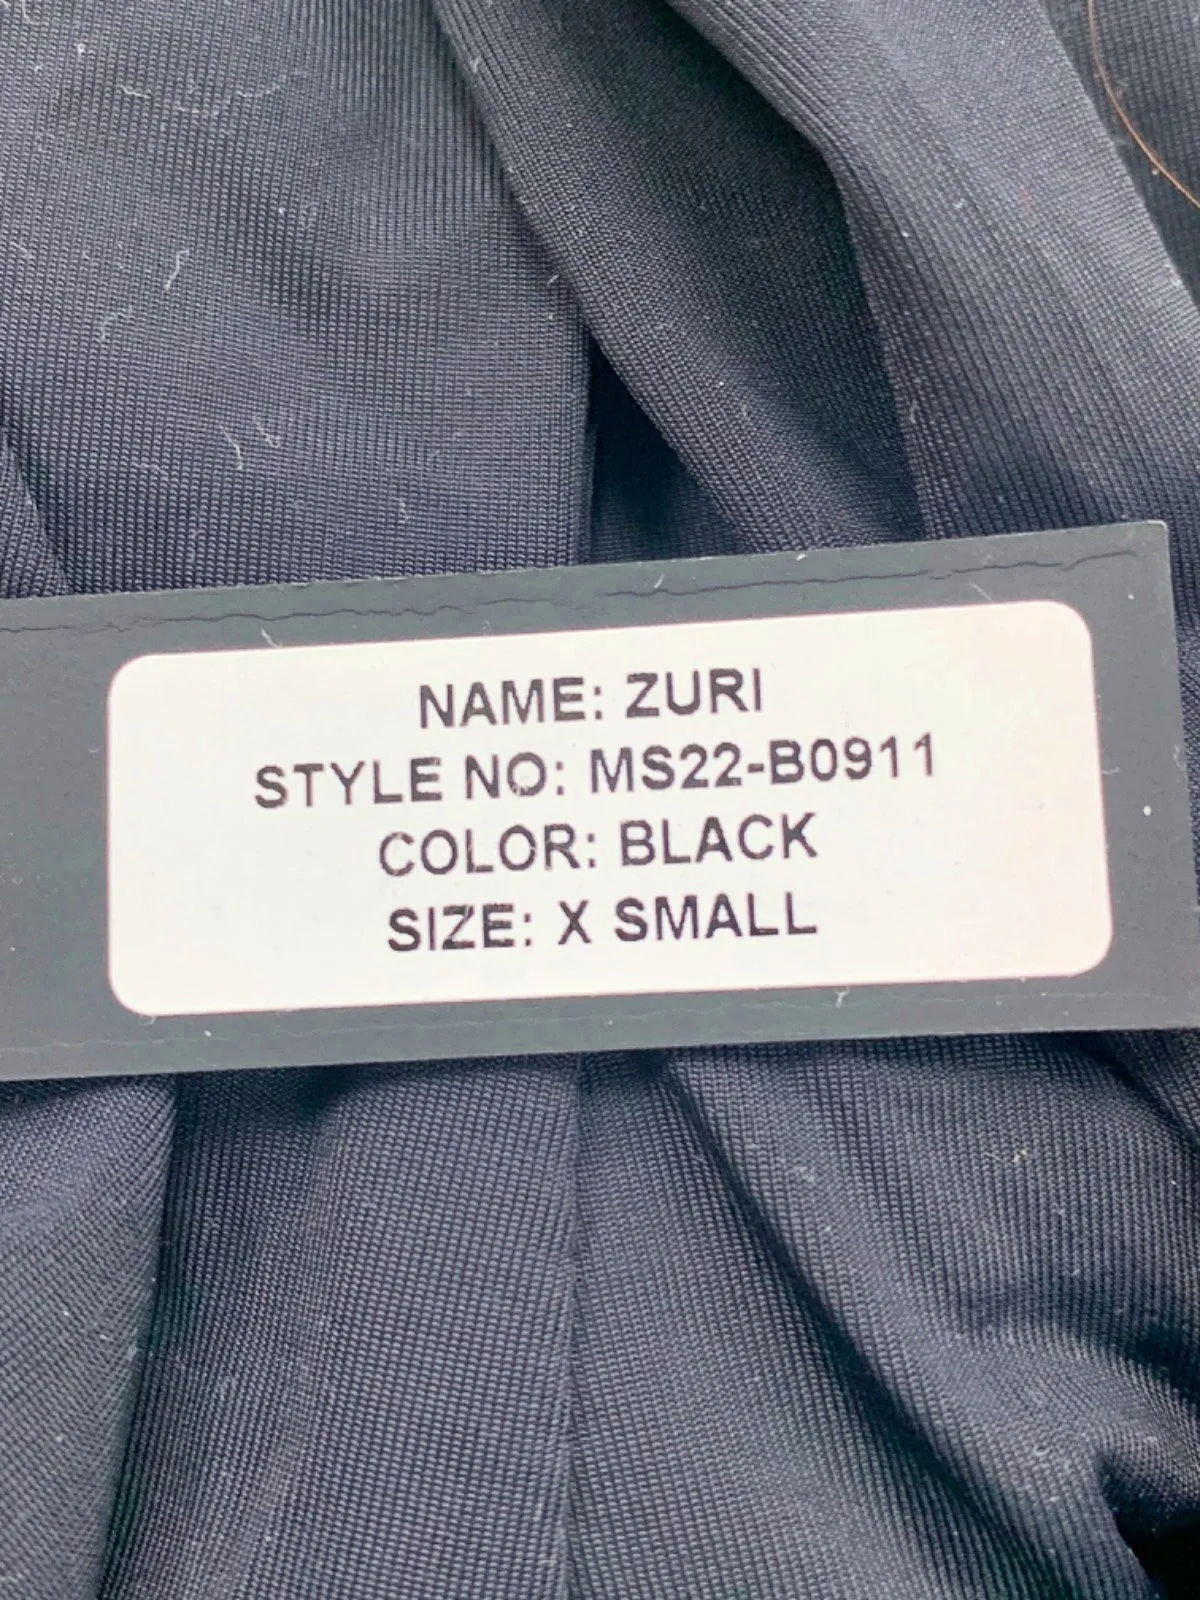 NAME: ZURI
STYLE NO: MS22-B0911
COLOR: BLACK
SIZE: X SMALL